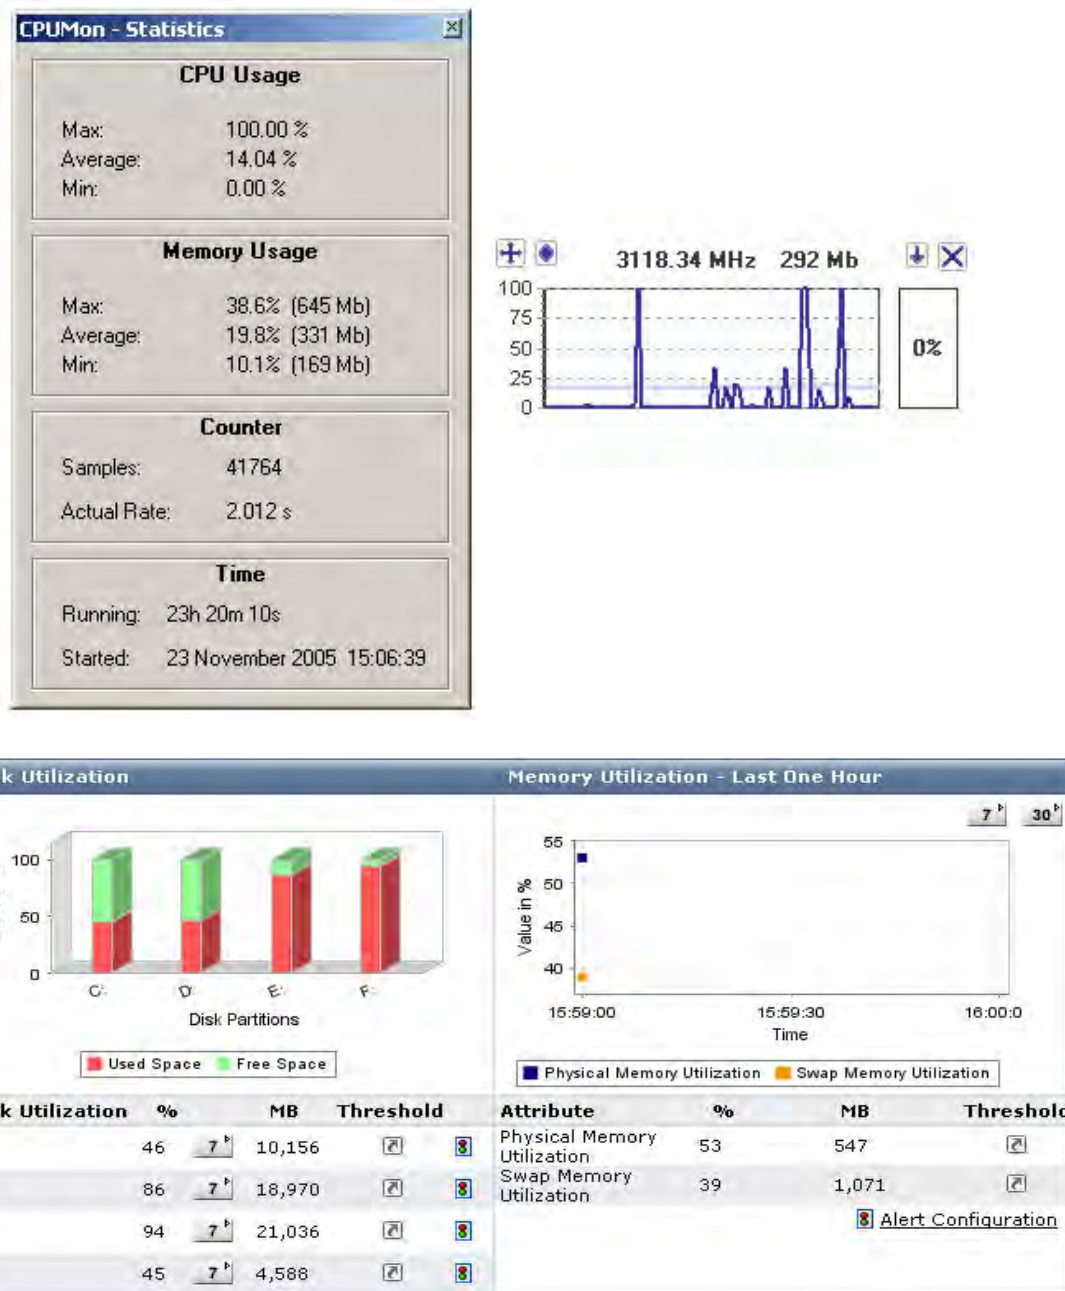 CPUMon - Statistics
CPU Usage
Max: 100.00 %
Average: 14.04 %
Min: 0.00 %
Memory Usage
Max: 38.6% (645 Mb)
Average: 19.8% (331 Mb)
Min: 10.1% (169 Mb)
Counter
Samples: 41764
Actual Rate: 2.012 s
Time
Running: 23h 20m 10s
Started: 23 November 2005 15:06:39
3118.34 MHz 292 Mb
100
75
50
25
0
0%
k Utilization
100
50
0
C: D: E: F:
Disk Partitions
Used Space Free Space
k Utilization % MB Threshold
46 7 10,156
86 7 18,970
94 7 21,036
45 7 4,588
Memory Utilization - Last One Hour
7 30
55
50
45
40
Value in %
15:59:00 15:59:30 16:00:0
Time
Physical Memory Utilization Swap Memory Utilization
Attribute % MB Threshold
Physical Memory
Utilization 53 547
Swap Memory
Utilization 39 1,071
Alert Configuration